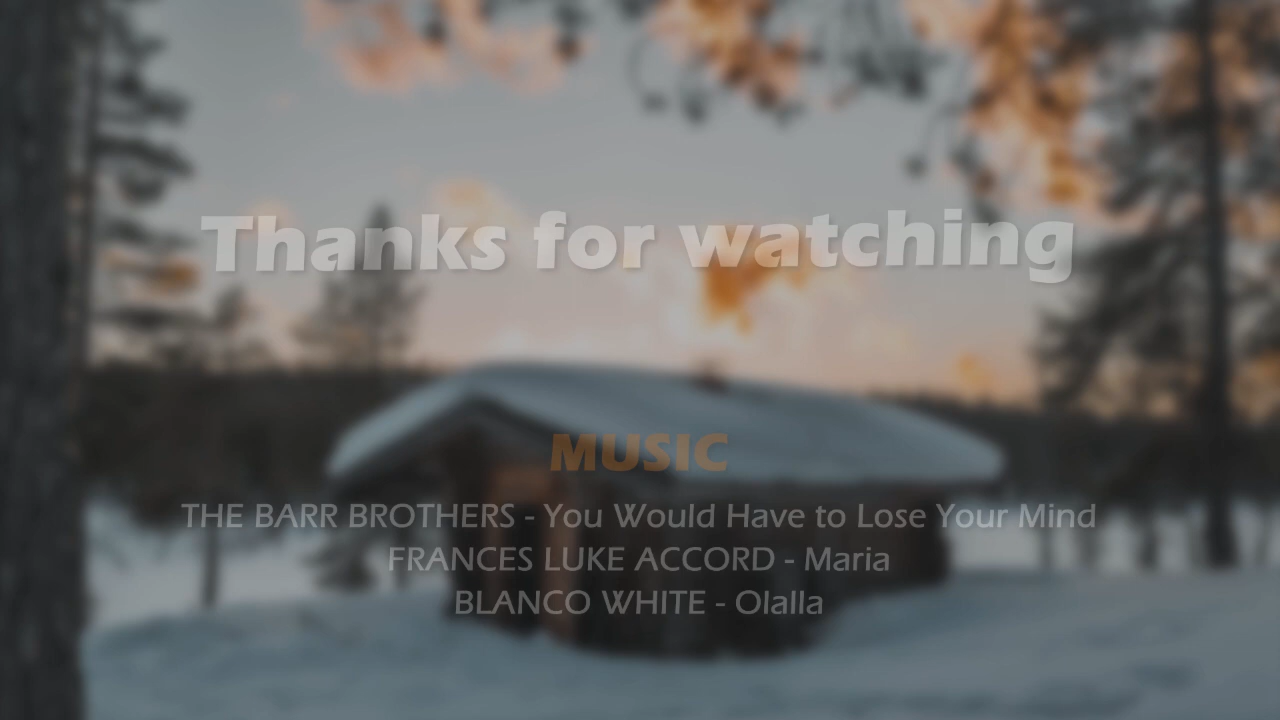 Thanks for watching
MUSIC
THE BARR BROTHERS - You Would Have to Lose Your Mind
FRANCES LUKE ACCORD - Maria
BLANCO WHITE - Olalla